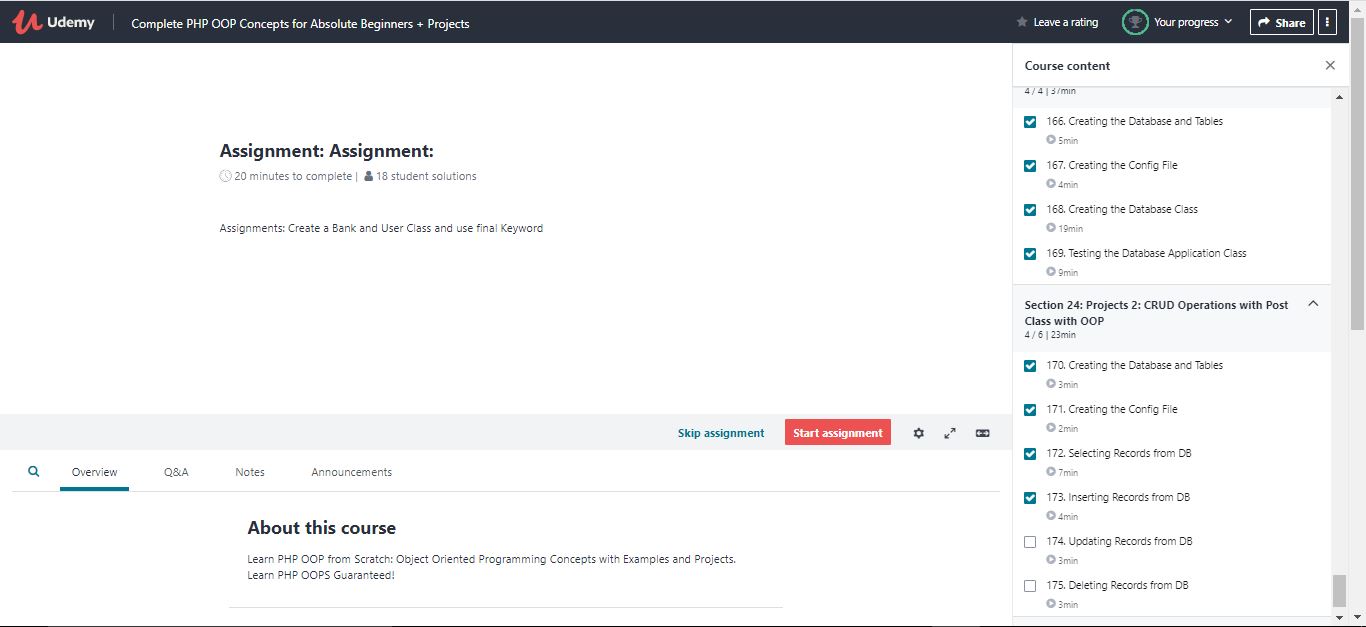 Udemy
Complete PHP OOP Concepts for Absolute Beginners + Projects
Leave a rating
Your progress
Share
Assignment: Assignment:
20 minutes to complete | 18 student solutions
Assignments: Create a Bank and User Class and use final Keyword
Skip assignment
Start assignment
Overview
Q&A
Notes
Announcements
About this course
Learn PHP OOP from Scratch: Object Oriented Programming Concepts with Examples and Projects.
Learn PHP OOPS Guaranteed!
Course content
4 / 4 | 37min
166. Creating the Database and Tables
5min
167. Creating the Config File
4min
168. Creating the Database Class
19min
169. Testing the Database Application Class
9min
Section 24: Projects 2: CRUD Operations with Post
Class with OOP
4 / 6 | 23min
170. Creating the Database and Tables
3min
171. Creating the Config File
2min
172. Selecting Records from DB
7min
173. Inserting Records from DB
4min
174. Updating Records from DB
3min
175. Deleting Records from DB
3min